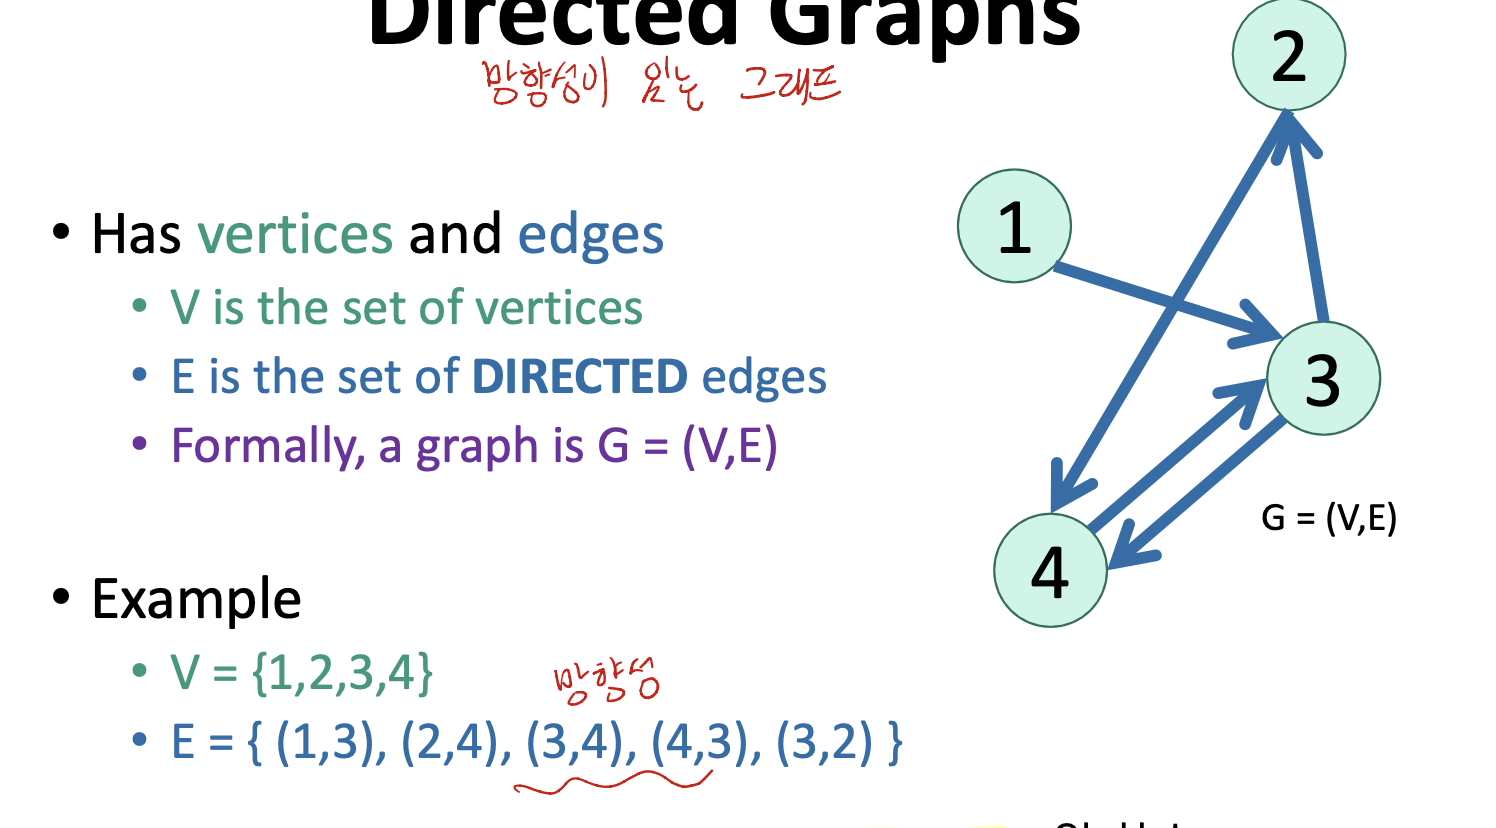 Directed Graphs
방향성이 있는 그래프
• Has vertices and edges
• V is the set of vertices
• E is the set of DIRECTED edges
• Formally, a graph is G = (V,E)
• Example
• V = {1,2,3,4}
방향성
• E = { (1,3), (2,4), (3,4), (4,3), (3,2) }
2
1
3
4
G = (V,E)